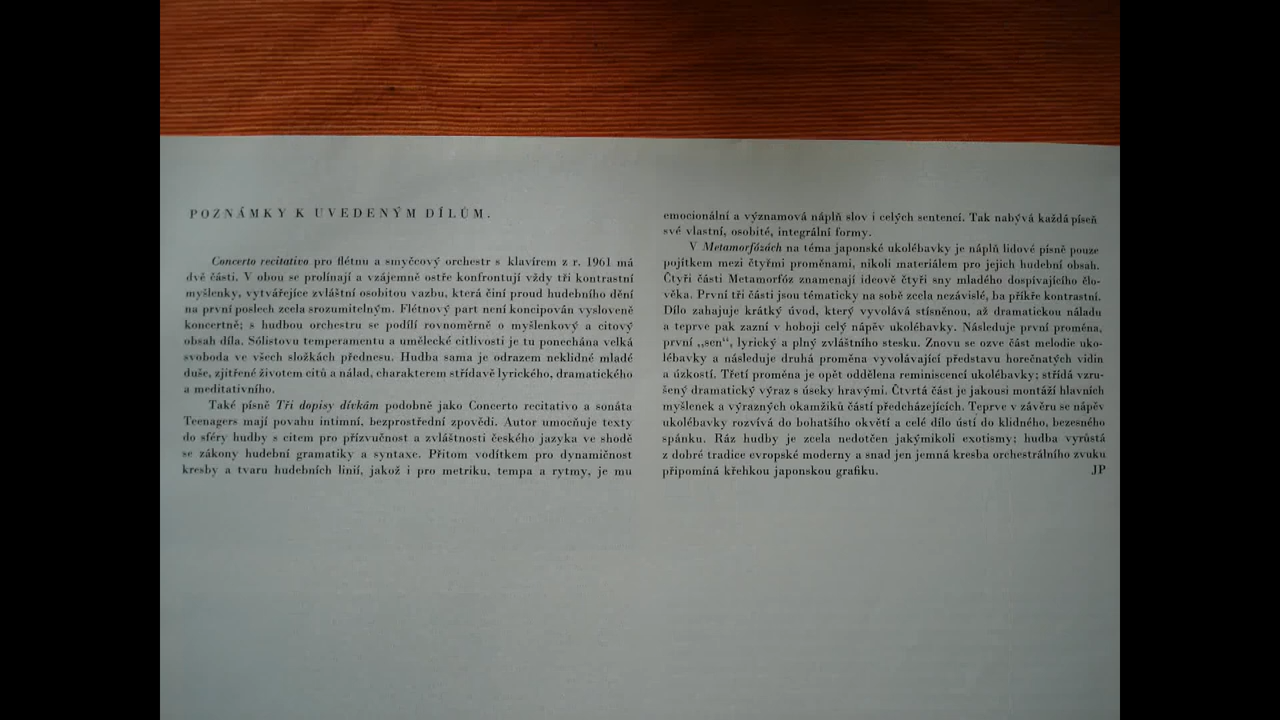 POZNÁMKY K UVEDENÝM DÍLŮM.
Concerto recitativo pro flétnu a smyčcový orchestr s klavírem z r. 1961 má
dvě části. V obou se prolínají a vzájemně ostře konfrontují vždy tři kontrastní
myšlenky, vytvářejíce zvláštní osobitou vazbu, která činí proud hudebního dění
na první poslech zcela srozumitelným. Flétnový part není koncipován vysloveně
koncertně; s hudbou orchestru se podílí rovnoměrně o myšlenkový a citový
obsah díla. Sólistovu temperamentu a umělecké citlivosti je tu ponechána velká
svoboda ve všech složkách přednesu. Hudba sama je odrazem neklidné mladé
duše, zjitřené životem citů a nálad, charakterem střídavě lyrického, dramatického
a meditativního.
Také písně Tři dopisy dívkám podobně jako Concerto recitativo a sonáta
Teenagers mají povahu intimní, bezprostřední zpovědi. Autor umocňuje texty
do sféry hudby s citem pro přízvučnost a zvláštnosti českého jazyka ve shodě
se zákony hudební gramatiky a syntaxe. Přitom vodítkem pro dynamičnost
kresby a tvaru hudebních linií, jakož i pro metriku, tempa a rytmy, je mu
emocionální a významová náplň slov i celých sentencí. Tak nabývá každá píseň
své vlastní, osobité, integrální formy.
V Metamorfózách na téma japonské ukolébavky je náplň lidové písně pouze
pojítkem mezi čtyřmi proměnami, nikoli materiálem pro jejich hudební obsah.
Čtyři části Metamorfóz znamenají ideově čtyři sny mladého dospívajícího člo-
věka. První tři části jsou tématicky na sobě zcela nezávislé, ba příkře kontrastní.
Dílo zahajuje krátký úvod, který vyvolává stísněnou, až dramatickou náladu
a teprve pak zazní v hoboji celý nápěv ukolébavky. Následuje první proměna,
první „sen“, lyrický a plný zvláštního stesku. Znovu se ozve část melodie uko-
lébavky a následuje druhá proměna vyvolávající představu horečnatých vidin
a úzkostí. Třetí proměna je opět oddělena reminiscencí ukolébavky; střídá vzru-
šený dramatický výraz s úseky hravými. Čtvrtá část je jakousi montáží hlavních
myšlenek a výrazných okamžiků částí předcházejících. Teprve v závěru se nápěv
ukolébavky rozvívá do bohatšího okvětí a celé dílo ústí do klidného, bezesného
spánku. Ráz hudby je zcela nedotčen jakýmikoli exotismy; hudba vyrůstá
z dobré tradice evropské moderny a snad jen jemná kresba orchestrálního zvuku
připomíná křehkou japonskou grafiku. JP